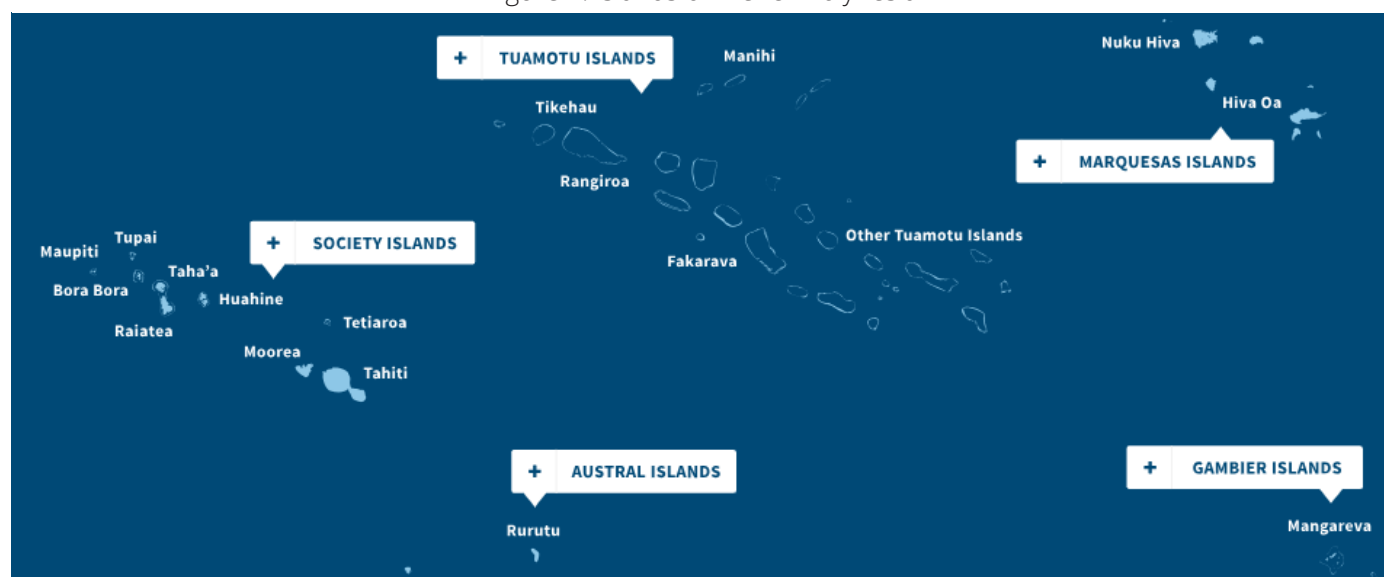 + TUAMOTU ISLANDS
Manihi
Nuku Hiva
Tikehau
Hiva Oa
+ MARQUESAS ISLANDS
Rangiroa
+ SOCIETY ISLANDS
Other Tuamotu Islands
Tupai
Maupiti
Fakarava
Taha'a
Bora Bora
Huahine
Raiatea
Tetiaroa
Moorea
Tahiti
+ AUSTRAL ISLANDS
+ GAMBIER ISLANDS
Rurutu
Mangareva